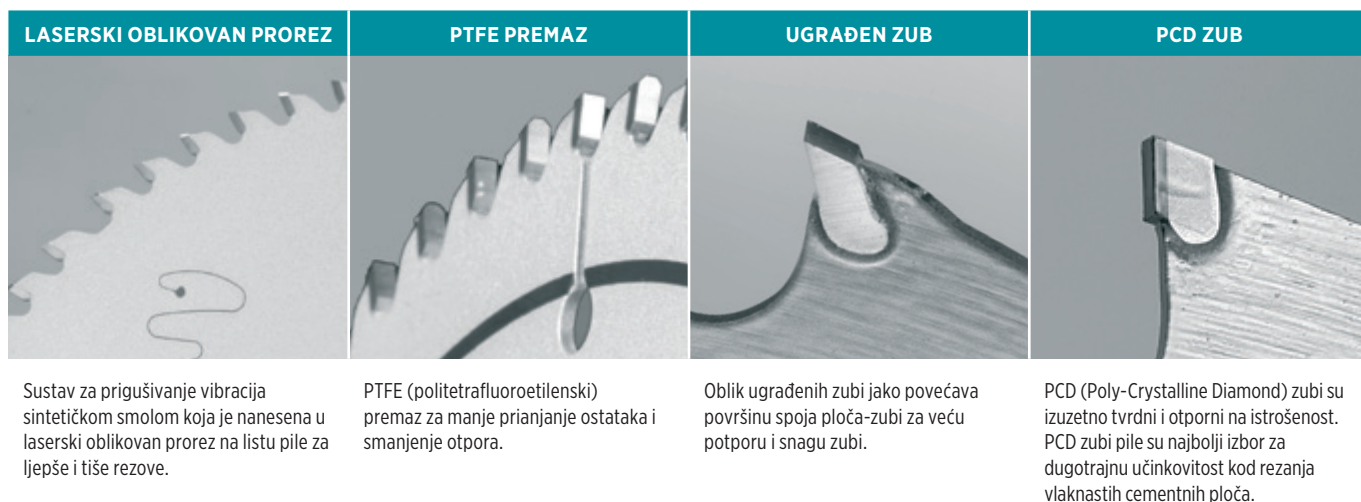 LASERSKI OBLIKOVAN PROREZ
PTFE PREMAZ
UGRAĐEN ZUB
PCD ZUB
Sustav za prigušivanje vibracija
sintetičkom smolom koja je nanesena u
laserski oblikovan prorez na listu pile za
ljepše i tiše rezove.
PTFE (politetrafluoroetilenski)
premaz za manje prianjanje ostataka i
smanjenje otpora.
Oblik ugrađenih zubi jako povećava
površinu spoja ploča-zubi za veću
potporu i snagu zubi.
PCD (Poly-Crystalline Diamond) zubi su
izuzetno tvrdni i otporni na istrošenost.
PCD zubi pile su najbolji izbor za
dugotrajnu učinkovitost kod rezanja
vlaknastih cementnih ploča.